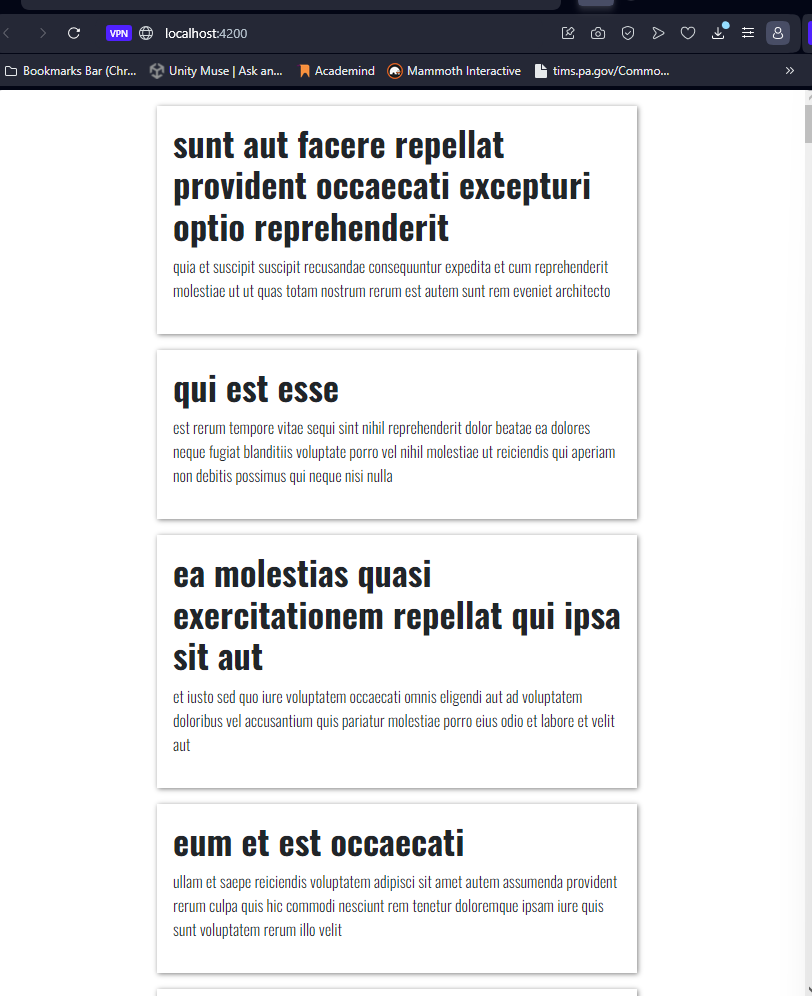 VPN localhost:4200
Bookmarks Bar (Chr... Unity Muse | Ask an... Academind Mammoth Interactive tims.pa.gov/Commo... »
sunt aut facere repellat
provident occaecati excepturi
optio reprehenderit
quia et suscipit suscipit recusandae consequuntur expedita et cum reprehenderit
molestiae ut ut quas totam nostrum rerum est autem sunt rem eveniet architecto
qui est esse
est rerum tempore vitae sequi sint nihil reprehenderit dolor beatae ea dolores
neque fugiat blanditiis voluptate porro vel nihil molestiae ut reiciendis qui aperiam
non debitis possimus qui neque nisi nulla
ea molestias quasi
exercitationem repellat qui ipsa
sit aut
et iusto sed quo iure voluptatem occaecati omnis eligendi aut ad voluptatem
doloribus vel accusantium quis pariatur molestiae porro eius odio et labore et velit
aut
eum et est occaecati
ullam et saepe reiciendis voluptatem adipisci sit amet autem assumenda provident
rerum culpa quis hic commodi nesciunt rem tenetur doloremque ipsam iure quis
sunt voluptatem rerum illo velit